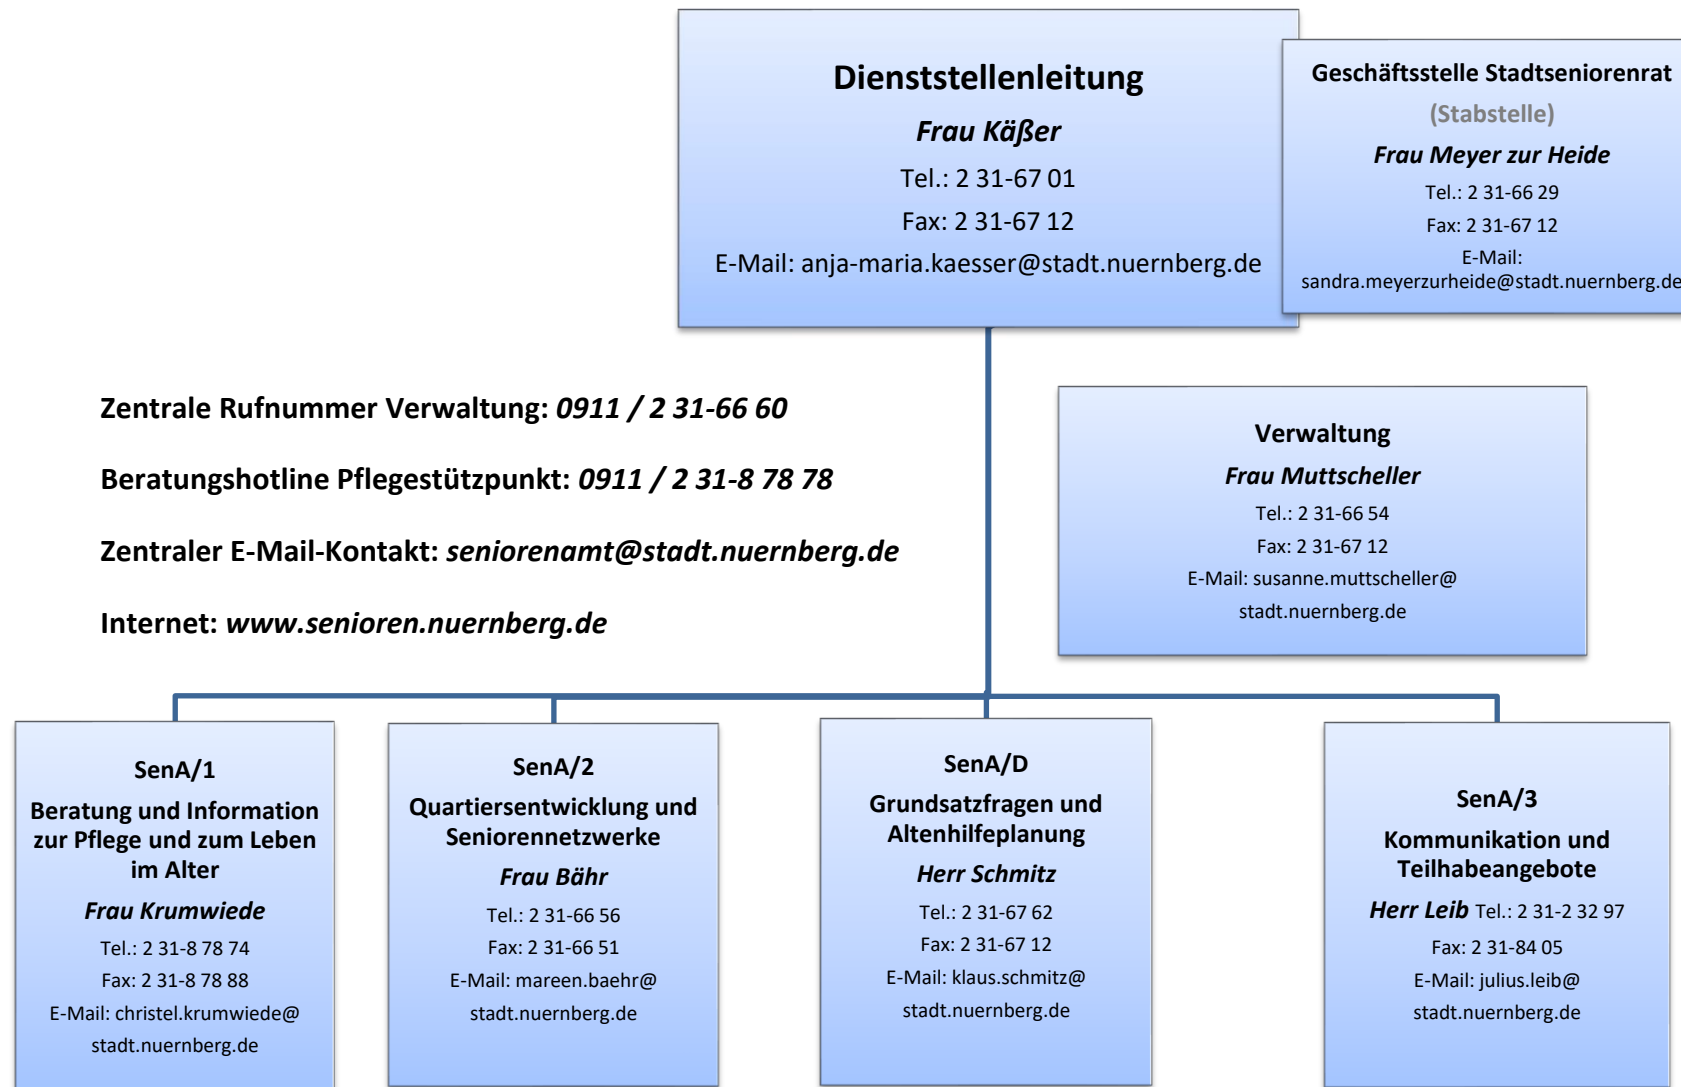 Dienststellenleitung
Frau Käßer
Tel.: 2 31-67 01
Fax: 2 31-67 12
E-Mail: anja-maria.kaesser@stadt.nuernberg.de
Geschäftsstelle Stadtseniorenrat
(Stabstelle)
Frau Meyer zur Heide
Tel.: 2 31-66 29
Fax: 2 31-67 12
E-Mail:
sandra.meyerzurheide@stadt.nuernberg.de
Zentrale Rufnummer Verwaltung: 0911 / 2 31-66 60
Beratungshotline Pflegestützpunkt: 0911 / 2 31-8 78 78
Zentraler E-Mail-Kontakt: seniorenamt@stadt.nuernberg.de
Internet: www.senioren.nuernberg.de
Verwaltung
Frau Muttscheller
Tel.: 2 31-66 54
Fax: 2 31-67 12
E-Mail: susanne.muttscheller@
stadt.nuernberg.de
SenA/1
Beratung und Information
zur Pflege und zum Leben
im Alter
Frau Krumwiede
Tel.: 2 31-8 78 74
Fax: 2 31-8 78 88
E-Mail: christel.krumwiede@
stadt.nuernberg.de
SenA/2
Quartiersentwicklung und
Seniorennetzwerke
Frau Bähr
Tel.: 2 31-66 56
Fax: 2 31-66 51
E-Mail: mareen.baehr@
stadt.nuernberg.de
SenA/D
Grundsatzfragen und
Altenhilfeplanung
Herr Schmitz
Tel.: 2 31-67 62
Fax: 2 31-67 12
E-Mail: klaus.schmitz@
stadt.nuernberg.de
SenA/3
Kommunikation und
Teilhabeangebote
Herr Leib Tel.: 2 31-2 32 97
Fax: 2 31-84 05
E-Mail: julius.leib@
stadt.nuernberg.de